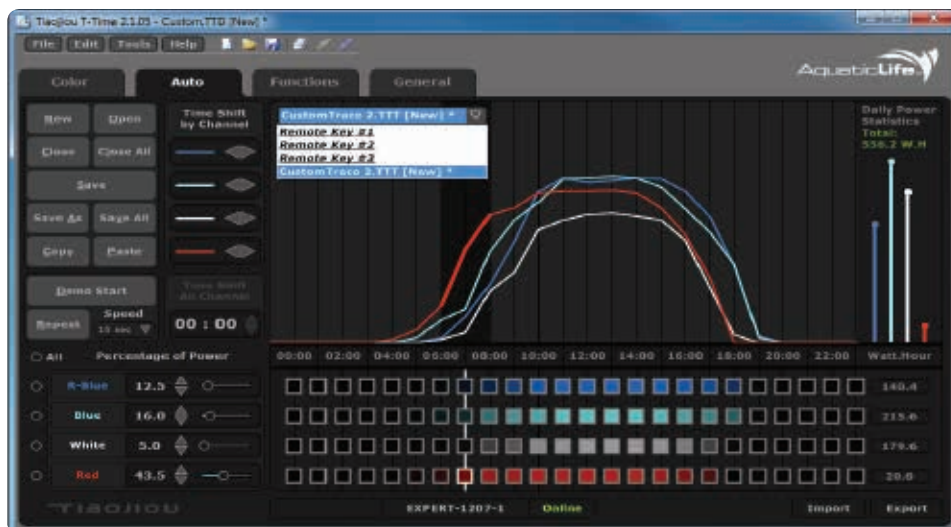 Tiaojiou T-Time 2.1.05 - Custom.TTD [New] *
File Edit Tools Help
AquaticLife
Color Auto Functions General
New Open
Time Shift by Channel
Close Close All
Save
Save As Save All
Copy Paste
Demo Start
Time Shift All Channel
Repeat Speed 10 sec 00 : 00
CustomTrace 2.TTT [New] *
Remote Key #1
Remote Key #2
Remote Key #3
CustomTrace 2.TTT [New] *
Daily Power
Statistics
Total:
556.2 W.H
All Percentage of Power
00:00 02:00 04:00 06:00 08:00 10:00 12:00 14:00 16:00 18:00 20:00 22:00 Watt.Hour
R-Blue 12.5 140.4
Blue 16.0 215.6
White 5.0 179.6
Red 43.5 20.6
TIAOJIOU
EXPERT-1207-1 Online Import Export